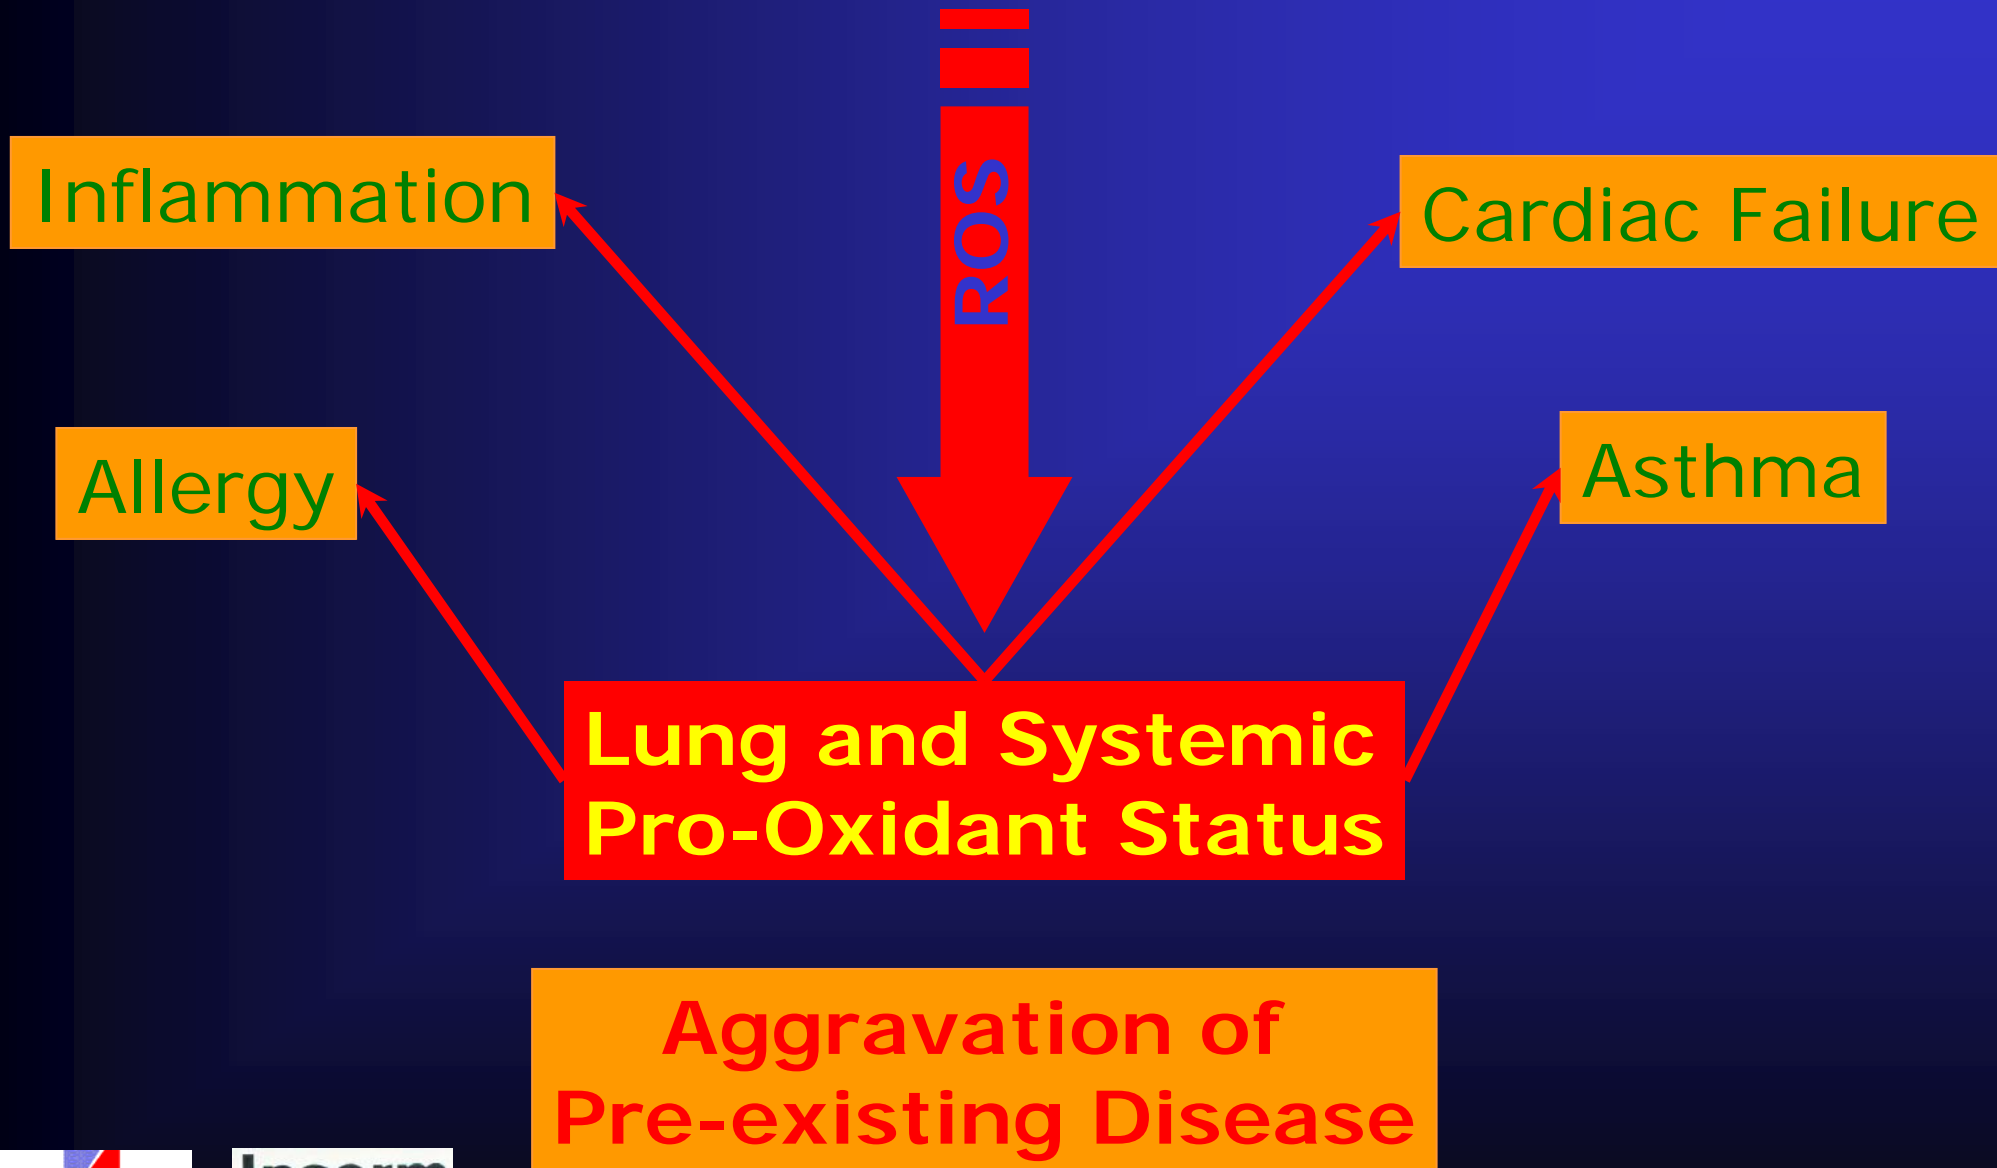 ROS
Inflammation
Cardiac Failure
Allergy
Asthma
Lung and Systemic
Pro-Oxidant Status
Aggravation of
Pre-existing Disease